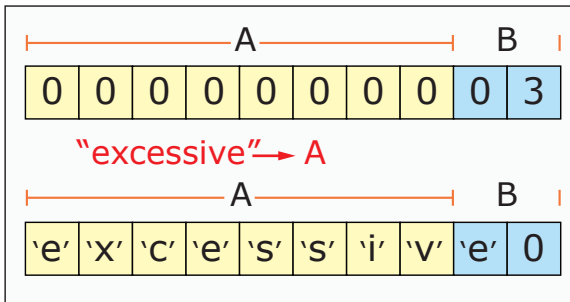 A B
0 0 0 0 0 0 0 0 0 3
“excessive” → A
A B
‘e’ ‘x’ ‘c’ ‘e’ ‘s’ ‘s’ ‘i’ ‘v’ ‘e’ 0